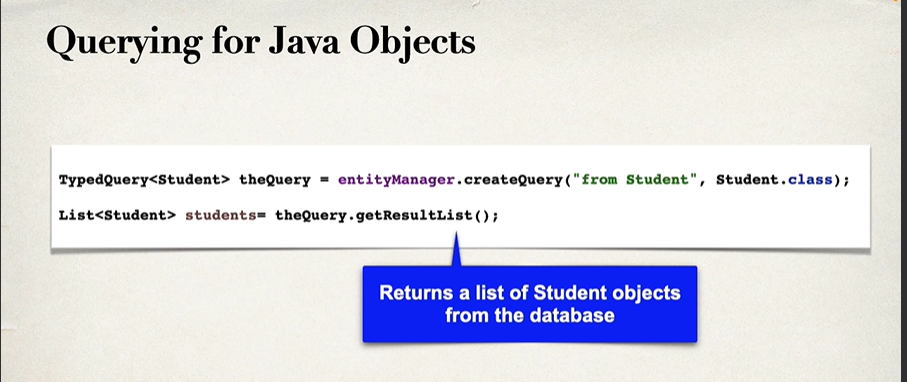 Querying for Java Objects
TypedQuery<Student> theQuery = entityManager.createQuery("from Student", Student.class);
List<Student> students= theQuery.getResultList();
Returns a list of Student objects
from the database